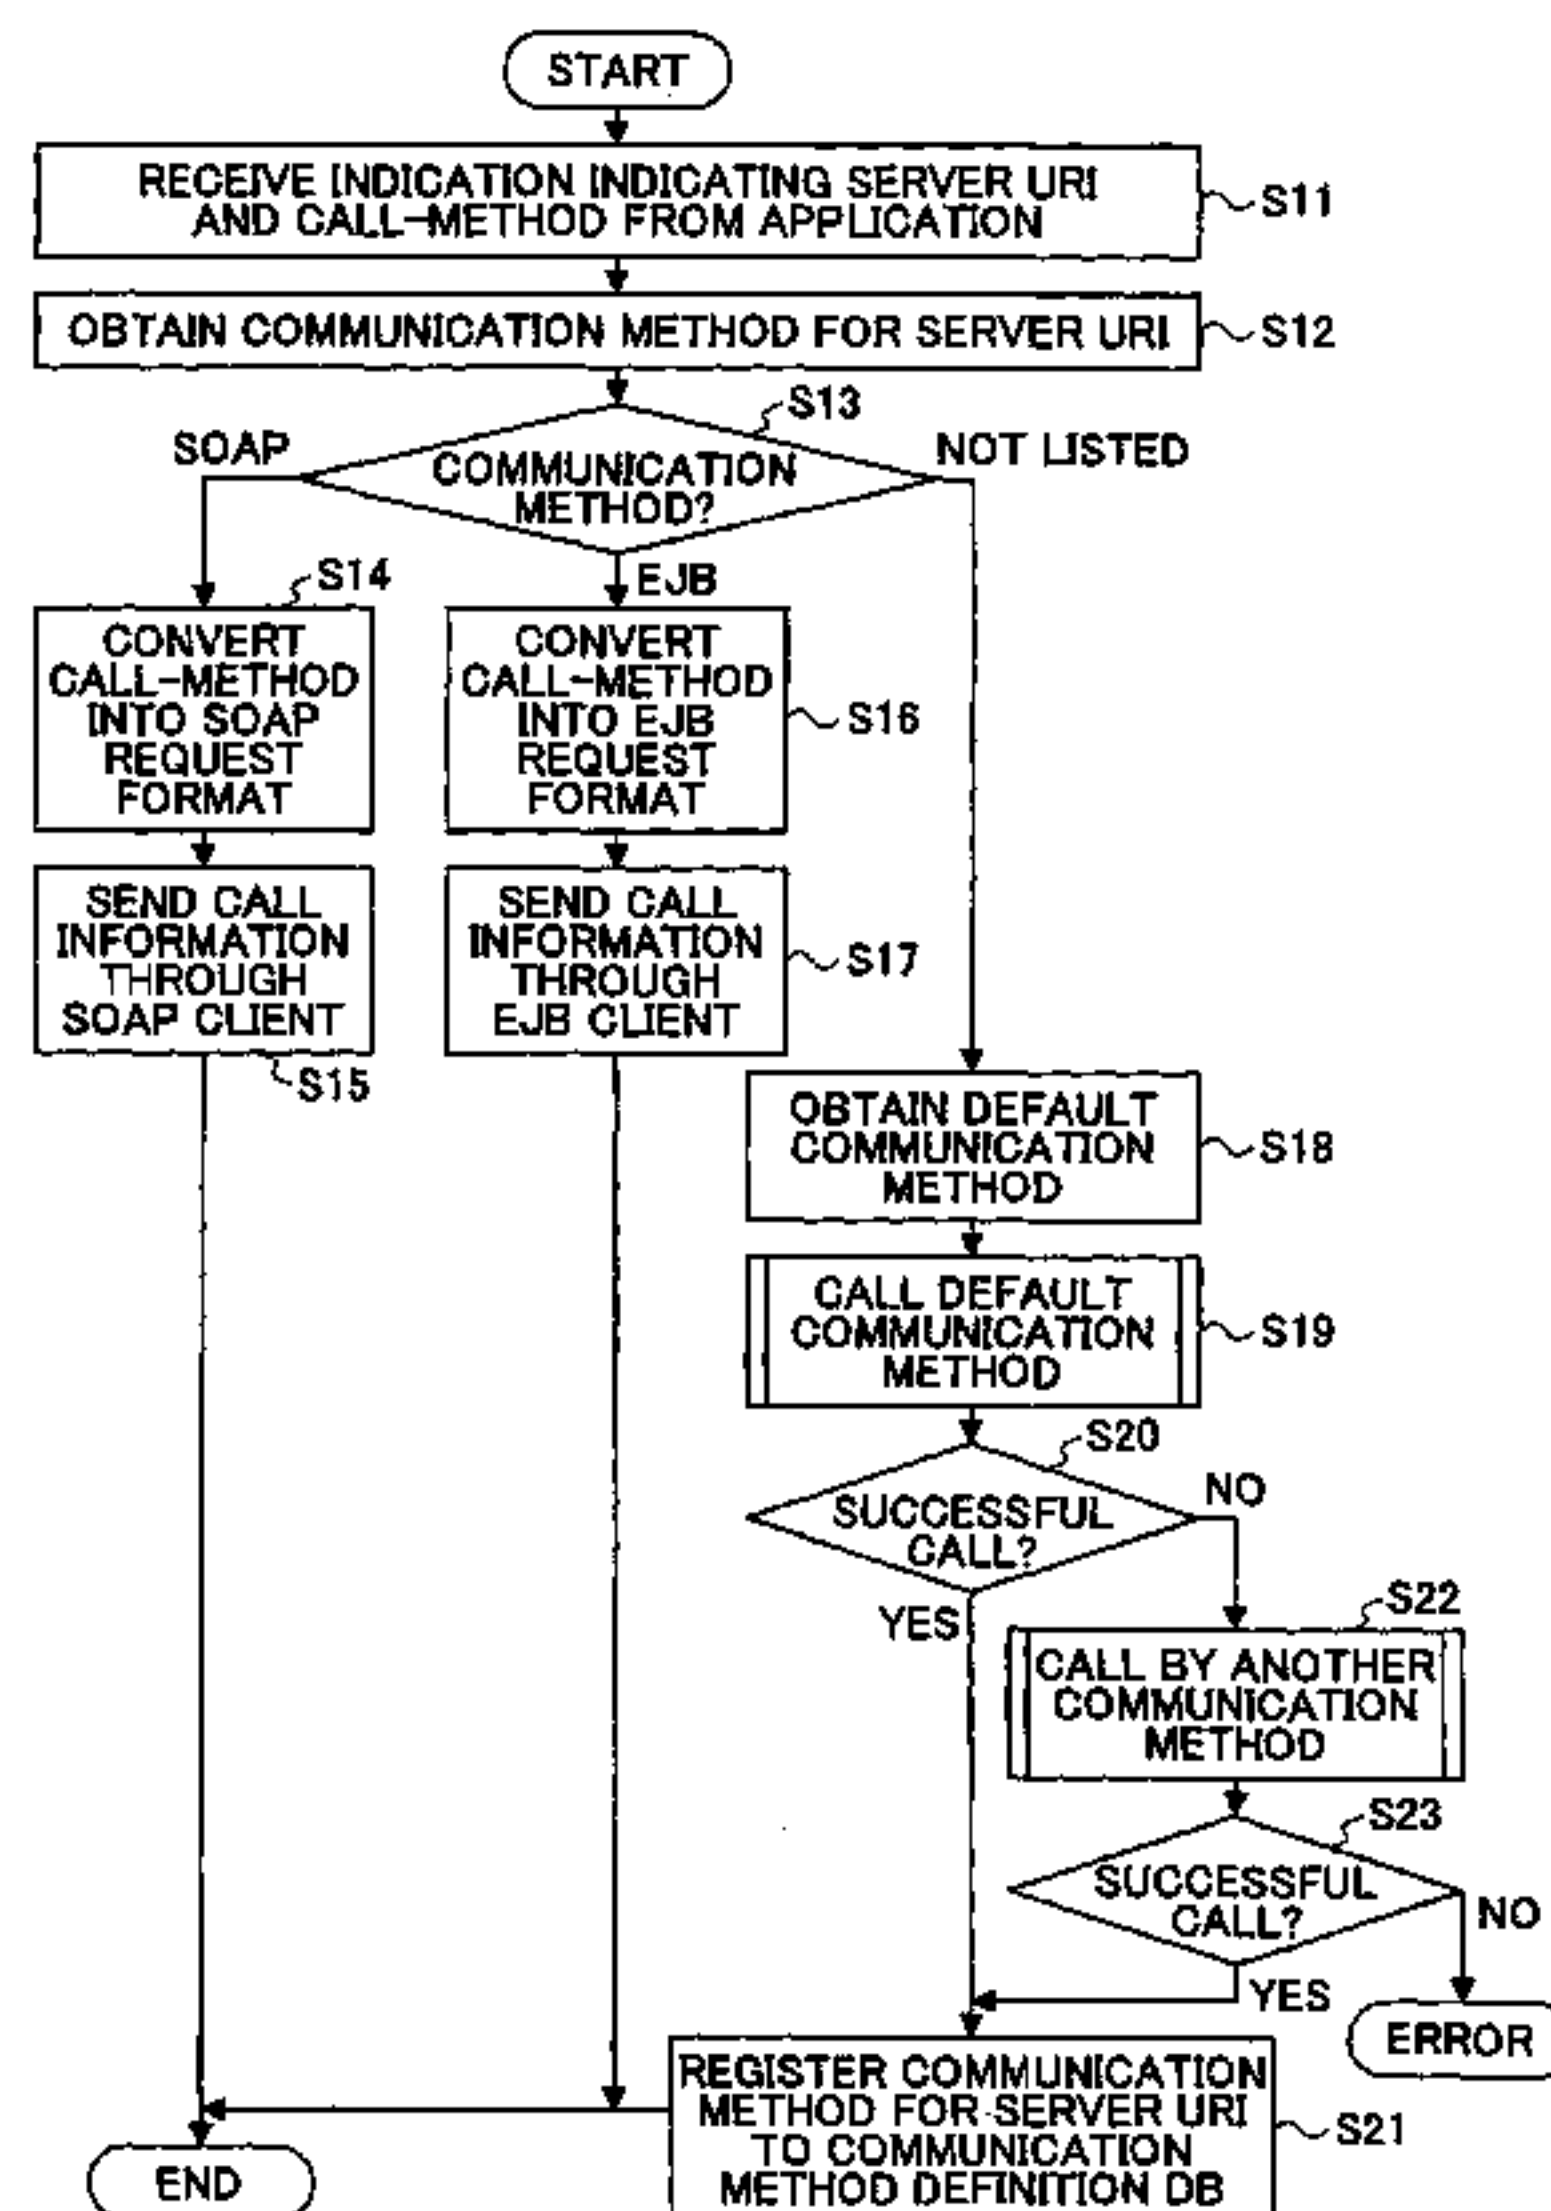 START
RECEIVE INDICATION INDICATING SERVER URI
AND CALL-METHOD FROM APPLICATION
S11
OBTAIN COMMUNICATION METHOD FOR SERVER URI
S12
S13
SOAP
NOT LISTED
COMMUNICATION
METHOD?
EJB
S14
CONVERT
CALL-METHOD
INTO SOAP
REQUEST
FORMAT
CONVERT
CALL-METHOD
INTO EJB
REQUEST
FORMAT
S16
SEND CALL
INFORMATION
THROUGH
SOAP CLIENT
S15
SEND CALL
INFORMATION
THROUGH
EJB CLIENT
S17
OBTAIN DEFAULT
COMMUNICATION
METHOD
S18
CALL DEFAULT
COMMUNICATION
METHOD
S19
S20
SUCCESSFUL
CALL?
NO
YES
S22
CALL BY ANOTHER
COMMUNICATION
METHOD
S23
SUCCESSFUL
CALL?
NO
YES
ERROR
REGISTER COMMUNICATION
METHOD FOR SERVER URI
TO COMMUNICATION
METHOD DEFINITION DB
S21
END